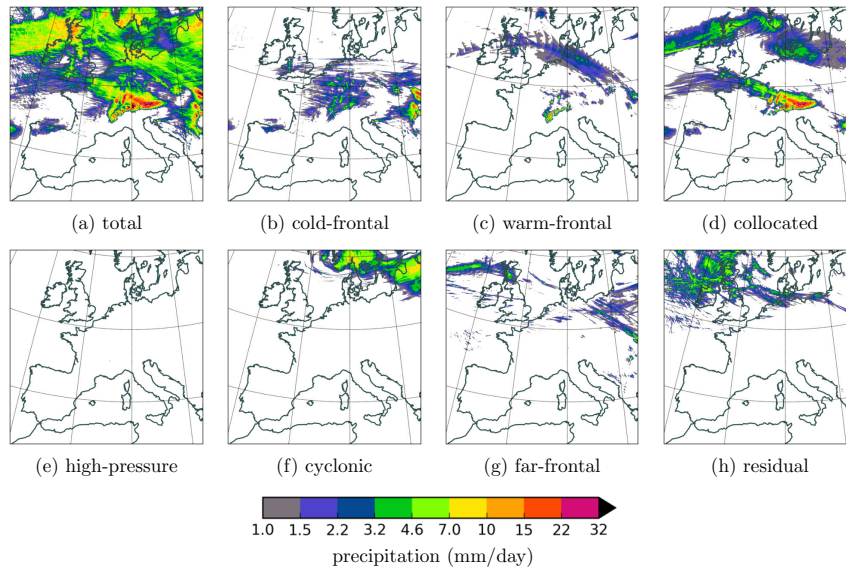 (a) total
(b) cold-frontal
(c) warm-frontal
(d) collocated
(e) high-pressure
(f) cyclonic
(g) far-frontal
(h) residual
1.0 1.5 2.2 3.2 4.6 7.0 10 15 22 32
precipitation (mm/day)